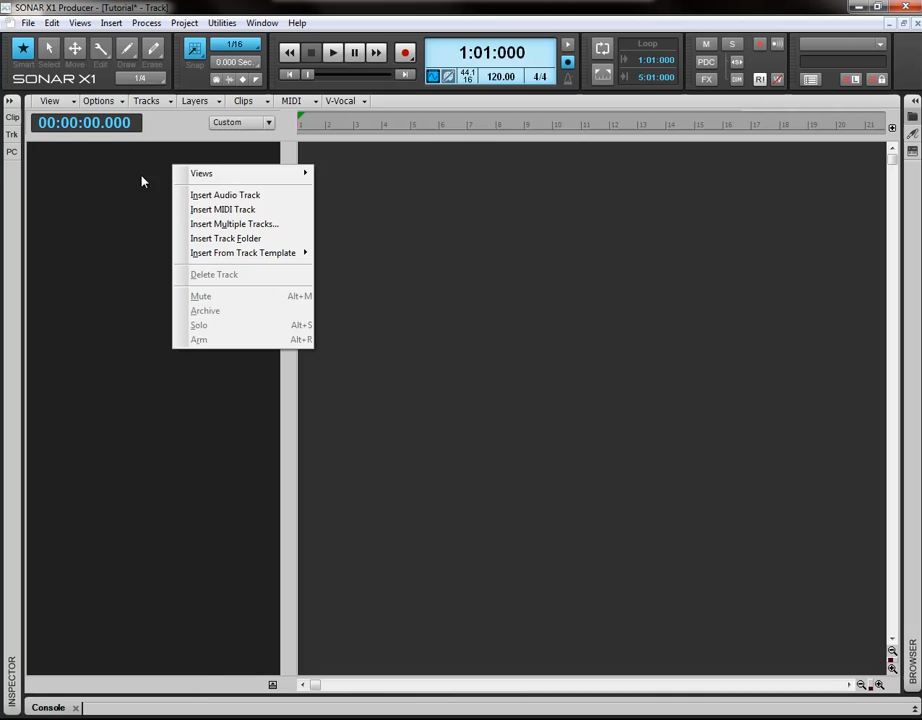 SONAR X1 Producer - [Tutorial* - Track]
File Edit Views Insert Process Project Utilities Window Help
Smart Select Move Edit Draw Erase
SONAR X1
1/4
Snap
1/16
0.000 Sec.
1:01:000
44.1
16
120.00
4/4
Loop
1:01:000
5:01:000
M S
PDC
FX DIM R!
L R
View Options Tracks Layers Clips MIDI V-Vocal
Clip
Trk
PC
00:00:00.000
Custom
1 2 3 4 5 6 7 8 9 10 11 12 13 14 15 16 17 18 19 20 21
Views
Insert Audio Track
Insert MIDI Track
Insert Multiple Tracks...
Insert Track Folder
Insert From Track Template
Delete Track
Mute Alt+M
Archive
Solo Alt+S
Arm Alt+R
INSPECTOR
BROWSER
Console